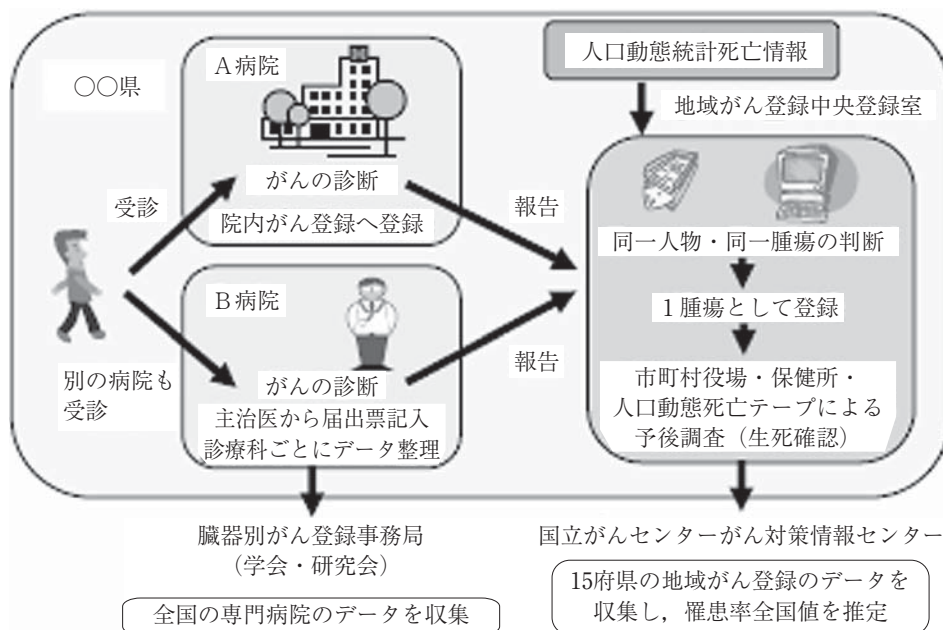 ○○県
A病院
がんの診断
院内がん登録へ登録
受診
別の病院も
受診
B病院
がんの診断
主治医から届出票記入
診療科ごとにデータ整理
報告
報告
人口動態統計死亡情報
地域がん登録中央登録室
同一人物・同一腫瘍の判断
1腫瘍として登録
市町村役場・保健所・
人口動態死亡テープによる
予後調査（生死確認）
臓器別がん登録事務局
（学会・研究会）
全国の専門病院のデータを収集
国立がんセンターがん対策情報センター
15府県の地域がん登録のデータを
収集し，罹患率全国値を推定